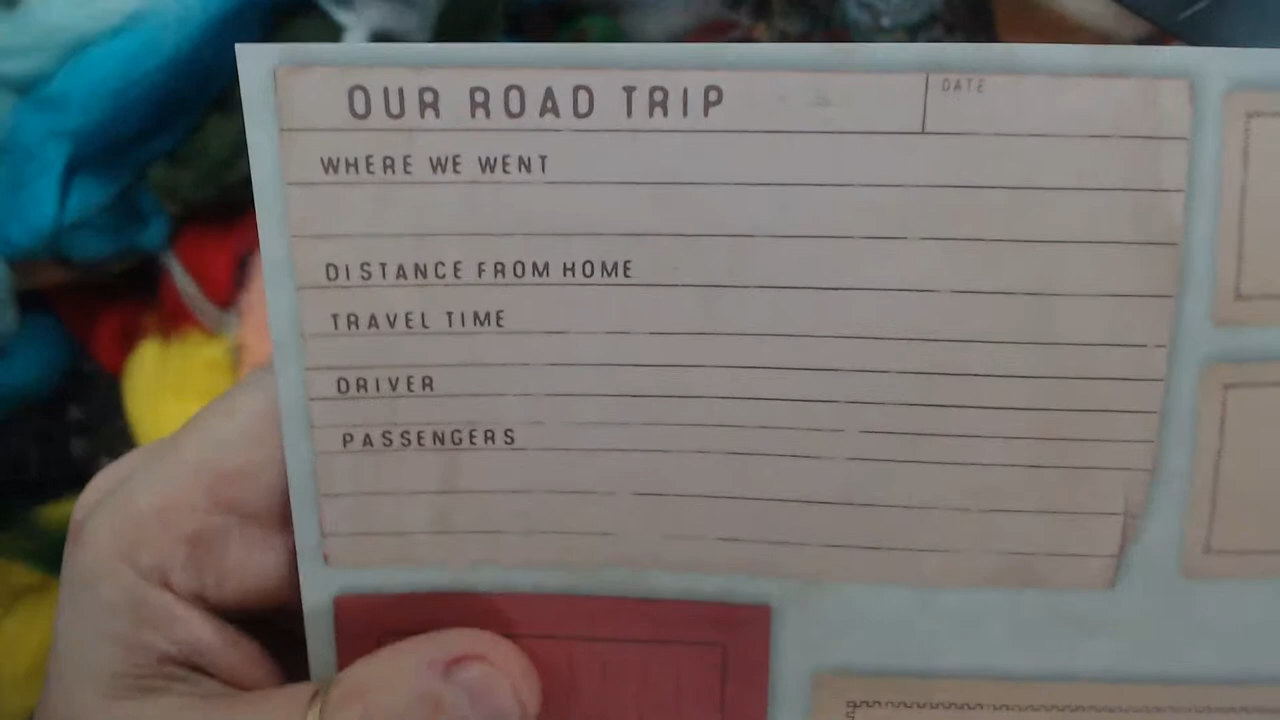 OUR ROAD TRIP
DATE
WHERE WE WENT
DISTANCE FROM HOME
TRAVEL TIME
DRIVER
PASSENGERS